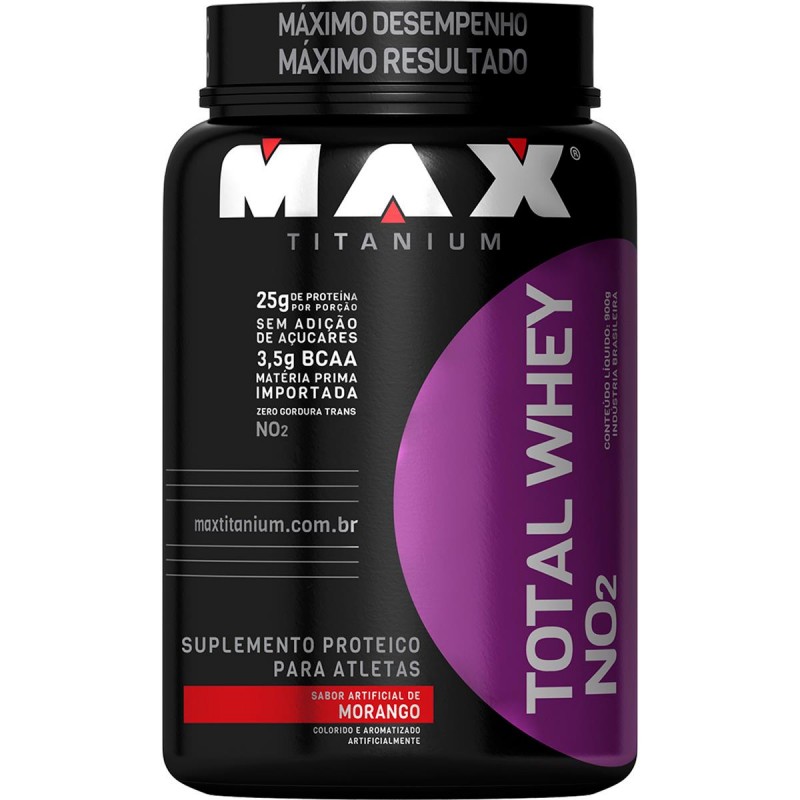 MÁXIMO DESEMPENHO
MÁXIMO RESULTADO
MAX®
TITANIUM
25g DE PROTEÍNA
POR PORÇÃO
SEM ADIÇÃO
DE AÇUCARES
3,5g BCAA
MATÉRIA PRIMA
IMPORTADA
ZERO GORDURA TRANS
NO2
maxtitanium.com.br
TOTAL WHEY
NO2
CONTEÚDO LÍQUIDO: 900g
INDÚSTRIA BRASILEIRA
SUPLEMENTO PROTEICO
PARA ATLETAS
SABOR ARTIFICIAL DE
MORANGO
COLORIDO E AROMATIZADO
ARTIFICIALMENTE